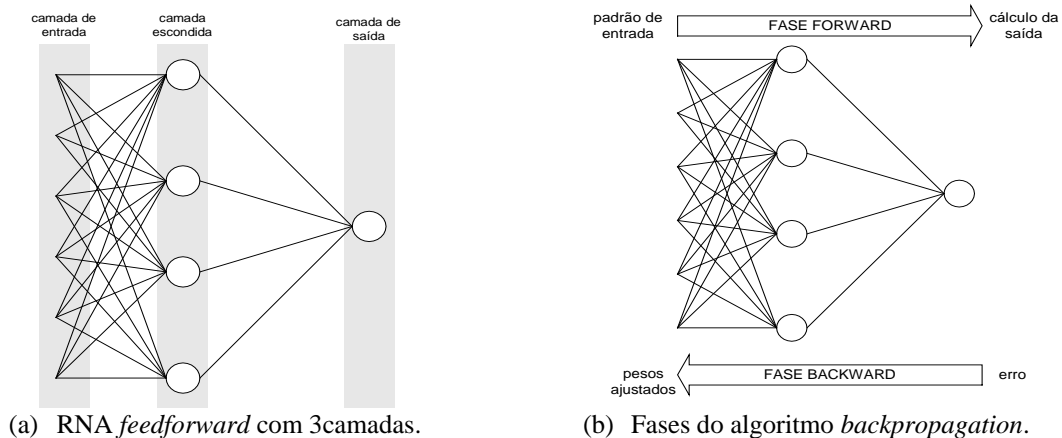 camada de
entrada
camada
escondida
camada de
saída
(a) RNA feedforward com 3camadas.
padrão de
entrada
FASE FORWARD
cálculo da
saída
pesos
ajustados
FASE BACKWARD
erro
(b) Fases do algoritmo backpropagation.